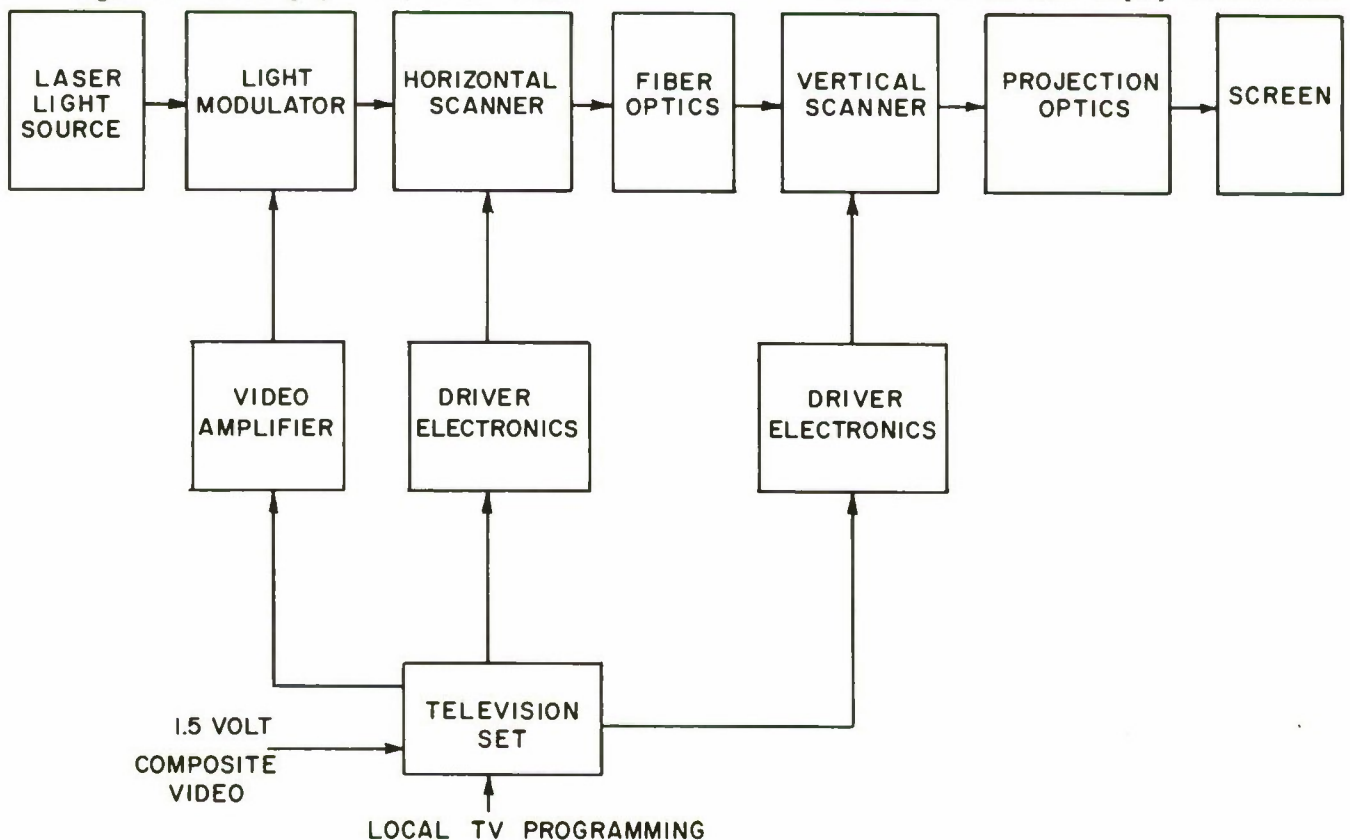 LASER
LIGHT
SOURCE
LIGHT
MODULATOR
HORIZONTAL
SCANNER
FIBER
OPTICS
VERTICAL
SCANNER
PROJECTION
OPTICS
SCREEN
VIDEO
AMPLIFIER
DRIVER
ELECTRONICS
DRIVER
ELECTRONICS
TELEVISION
SET
1.5 VOLT
COMPOSITE
VIDEO
LOCAL TV PROGRAMMING